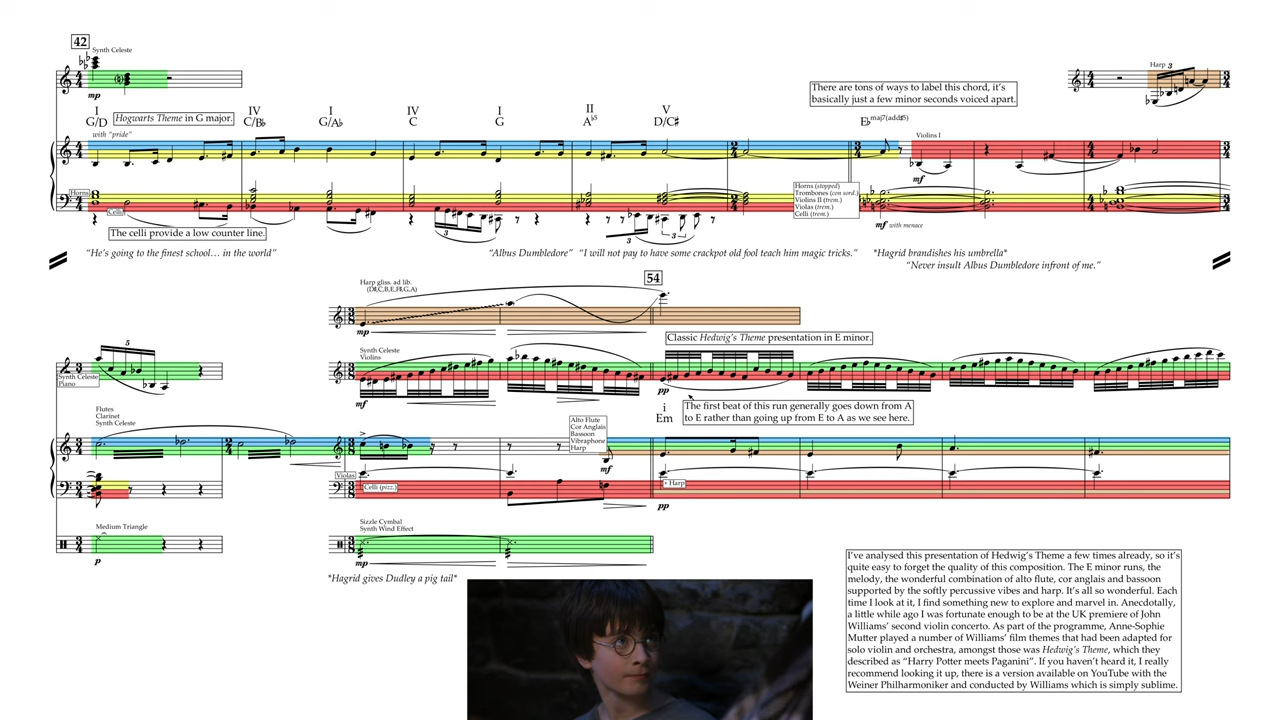 42
Synth Celeste
mp
Hogwarts Theme in G major.
I IV I IV I II V
G/D C/B♭ G/A♭ C G A♭5 D/C♯ E♭maj7(add♯5)
with "pride"
There are tons of ways to label this chord, it's
basically just a few minor seconds voiced apart.
Harp
3
Violins I
mf
Horns
Celli
The celli provide a low counter line.
3
3
3
Horns (stopped)
Trombones (con sord.)
Violins II (trem.)
Violas (trem.)
Celli (trem.)
mf with menace
"He's going to the finest school… in the world"
"Albus Dumbledore"
"I will not pay to have some crackpot old fool teach him magic tricks."
*Hagrid brandishes his umbrella*
"Never insult Albus Dumbledore infront of me."
54
Harp gliss. ad lib.
mp
5
Synth Celeste
Piano
Synth Celeste
Violins
mf
Classic Hedwig's Theme presentation in E minor.
pp
The first beat of this run generally goes down from A
to E rather than going up from E to A as we see here.
i
Em
Flutes
Clarinet
Synth Celeste
Alto Flute
Cor Anglais
Bassoon
Vibraphone
Harp
mf
Violas
Celli (pizz.)
+ Harp
pp
Medium Triangle
p
Sizzle Cymbal
Synth Wind Effect
mp
*Hagrid gives Dudley a pig tail*
I've analysed this presentation of Hedwig's Theme a few times already, so it's
quite easy to forget the quality of this composition. The E minor runs, the
melody, the wonderful combination of alto flute, cor anglais and bassoon
supported by the softly percussive vibes and harp. It's all so wonderful. Each
time I look at it, I find something new to explore and marvel in. Anecdotally,
a little while ago I was fortunate enough to be at the UK premiere of John
Williams' second violin concerto. As part of the programme, Anne-Sophie
Mutter played a number of Williams' film themes that had been adapted for
solo violin and orchestra, amongst those was Hedwig's Theme, which they
described as "Harry Potter meets Paganini". If you haven't heard it, I really
recommend looking it up, there is a version available on YouTube with the
Weiner Philharmoniker and conducted by Williams which is simply sublime.